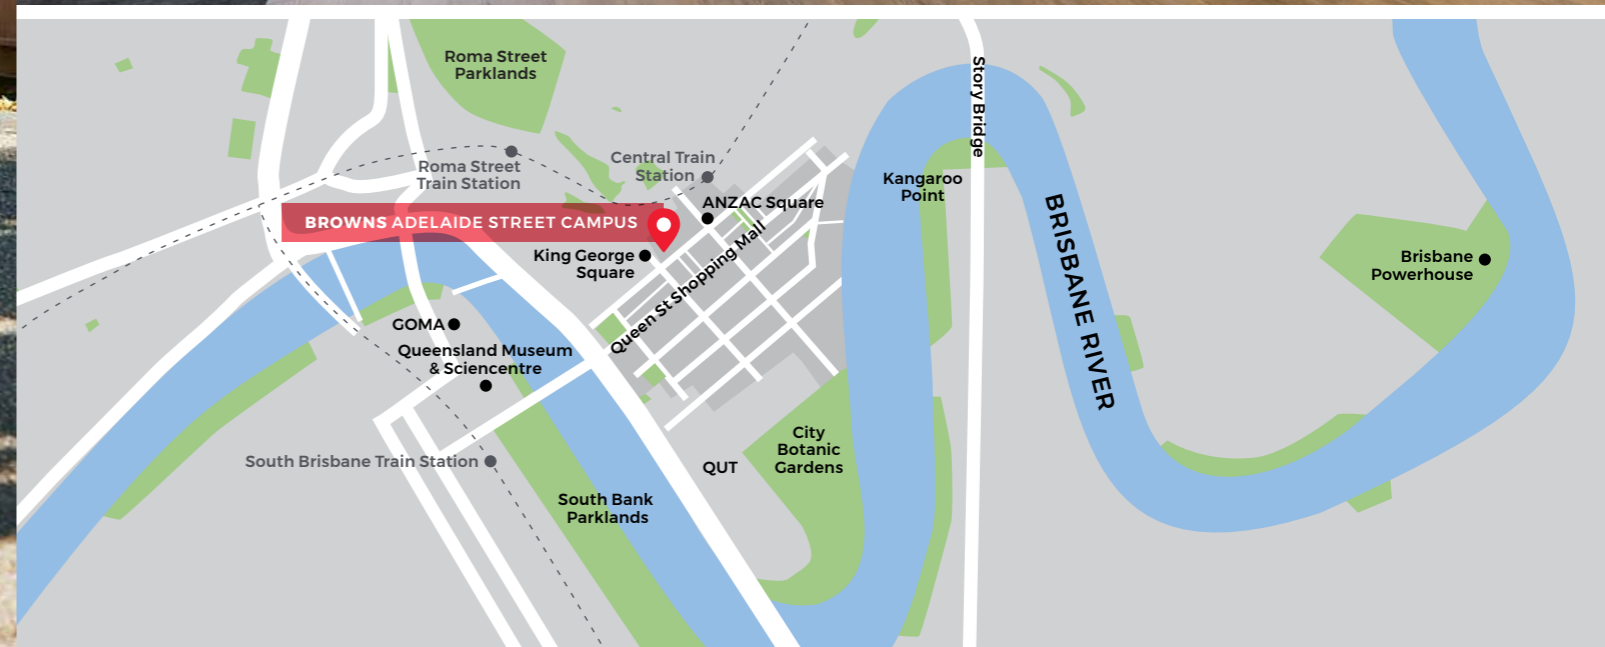 Roma Street
Parklands
Story Bridge
Roma Street
Train Station
Central Train
Station
Kangaroo
Point
ANZAC Square
BROWNS ADELAIDE STREET CAMPUS
King George
Square
Queen St Shopping Mall
BRISBANE RIVER
Brisbane
Powerhouse
GOMA
Queensland Museum
& Sciencentre
City
Botanic
Gardens
QUT
South Brisbane Train Station
South Bank
Parklands